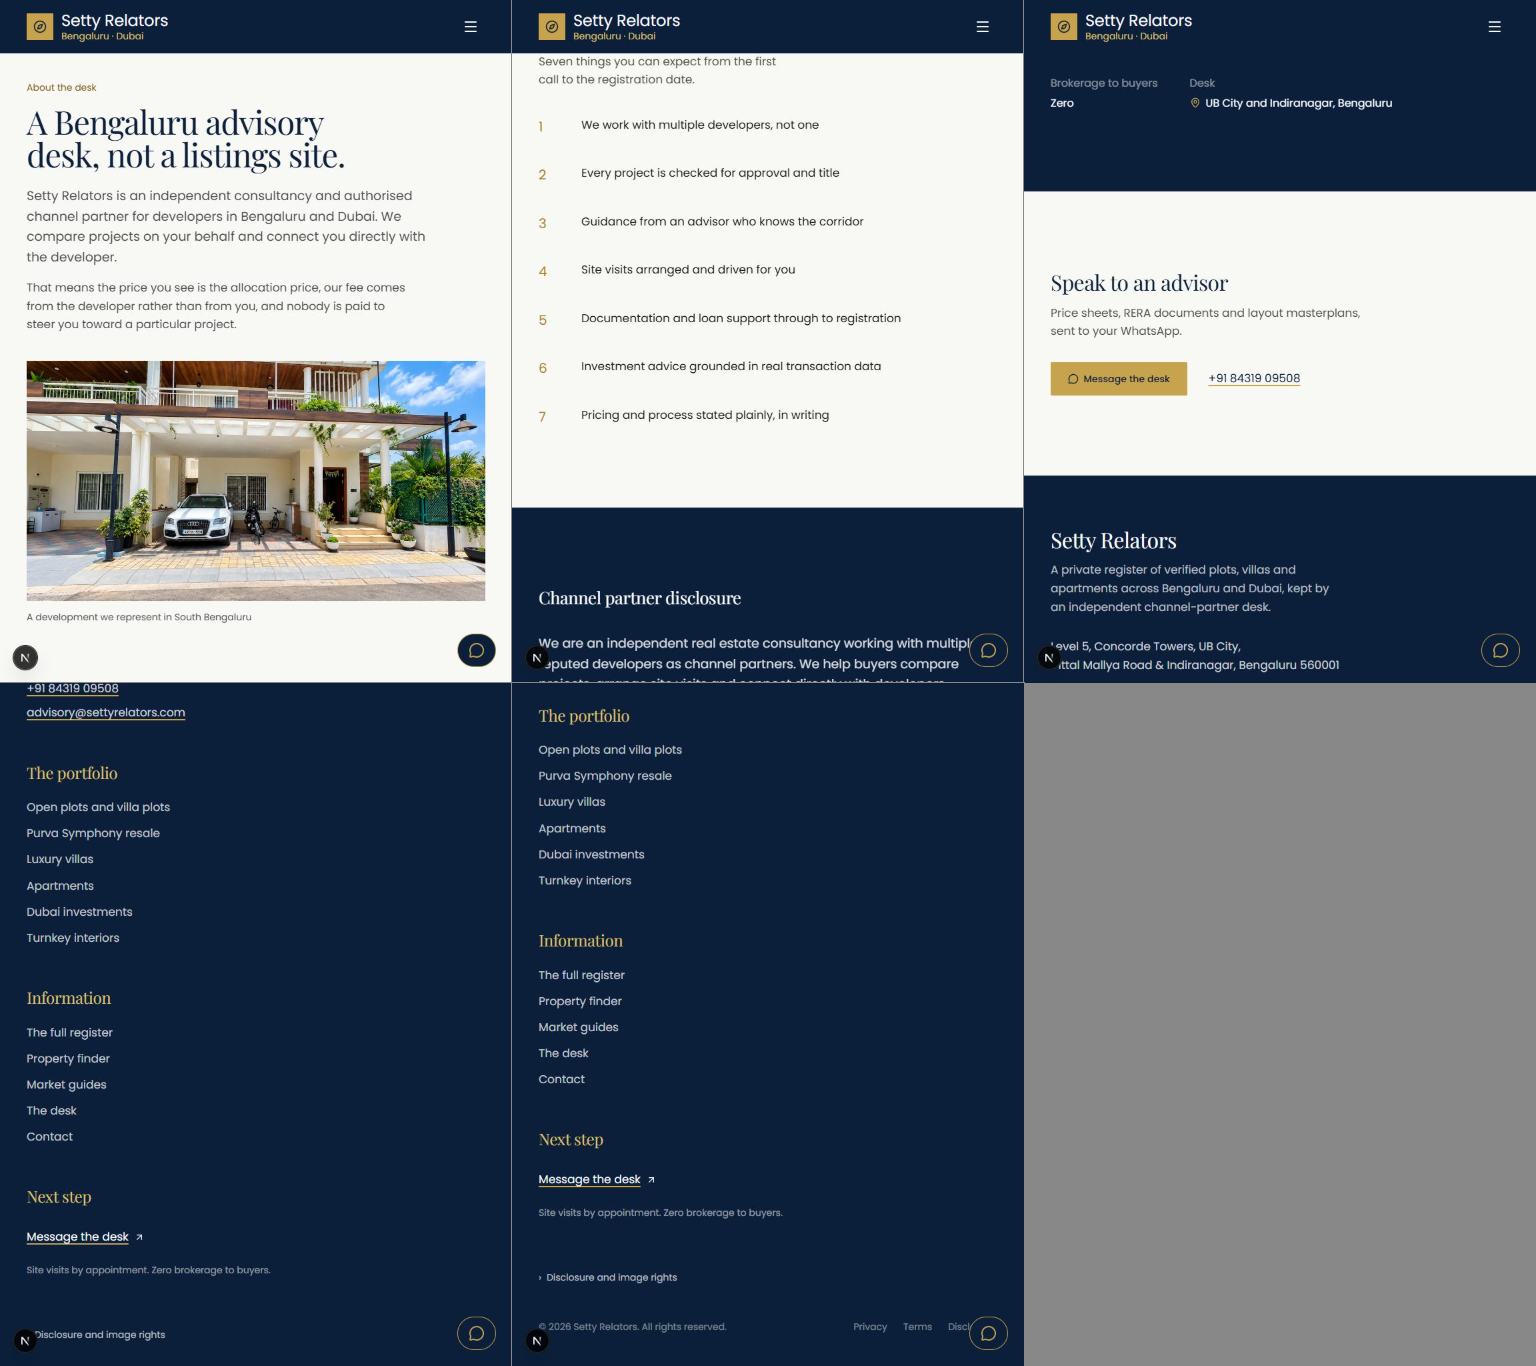 Setty Relators
Bengaluru · Dubai
About the desk
A Bengaluru advisory
desk, not a listings site.
Setty Relators is an independent consultancy and authorised
channel partner for developers in Bengaluru and Dubai. We
compare projects on your behalf and connect you directly with
the developer.
That means the price you see is the allocation price, our fee comes
from the developer rather than from you, and nobody is paid to
steer you toward a particular project.
A development we represent in South Bengaluru
N
Setty Relators
Bengaluru · Dubai
Seven things you can expect from the first
call to the registration date.
1 We work with multiple developers, not one
2 Every project is checked for approval and title
3 Guidance from an advisor who knows the corridor
4 Site visits arranged and driven for you
5 Documentation and loan support through to registration
6 Investment advice grounded in real transaction data
7 Pricing and process stated plainly, in writing
Channel partner disclosure
We are an independent real estate consultancy working with multipl
eputed developers as channel partners. We help buyers compare
projects, arrange site visits and connect directly with developers
N
Setty Relators
Bengaluru · Dubai
Brokerage to buyers Desk
Zero UB City and Indiranagar, Bengaluru
Speak to an advisor
Price sheets, RERA documents and layout masterplans,
sent to your WhatsApp.
Message the desk +91 84319 09508
Setty Relators
A private register of verified plots, villas and
apartments across Bengaluru and Dubai, kept by
an independent channel-partner desk.
Level 5, Concorde Towers, UB City,
ittal Mallya Road & Indiranagar, Bengaluru 560001
N
+91 84319 09508
advisory@settyrelators.com
The portfolio
Open plots and villa plots
Purva Symphony resale
Luxury villas
Apartments
Dubai investments
Turnkey interiors
Information
The full register
Property finder
Market guides
The desk
Contact
Next step
Message the desk
Site visits by appointment. Zero brokerage to buyers.
Disclosure and image rights
N
The portfolio
Open plots and villa plots
Purva Symphony resale
Luxury villas
Apartments
Dubai investments
Turnkey interiors
Information
The full register
Property finder
Market guides
The desk
Contact
Next step
Message the desk
Site visits by appointment. Zero brokerage to buyers.
› Disclosure and image rights
© 2026 Setty Relators. All rights reserved. Privacy Terms Discl
N